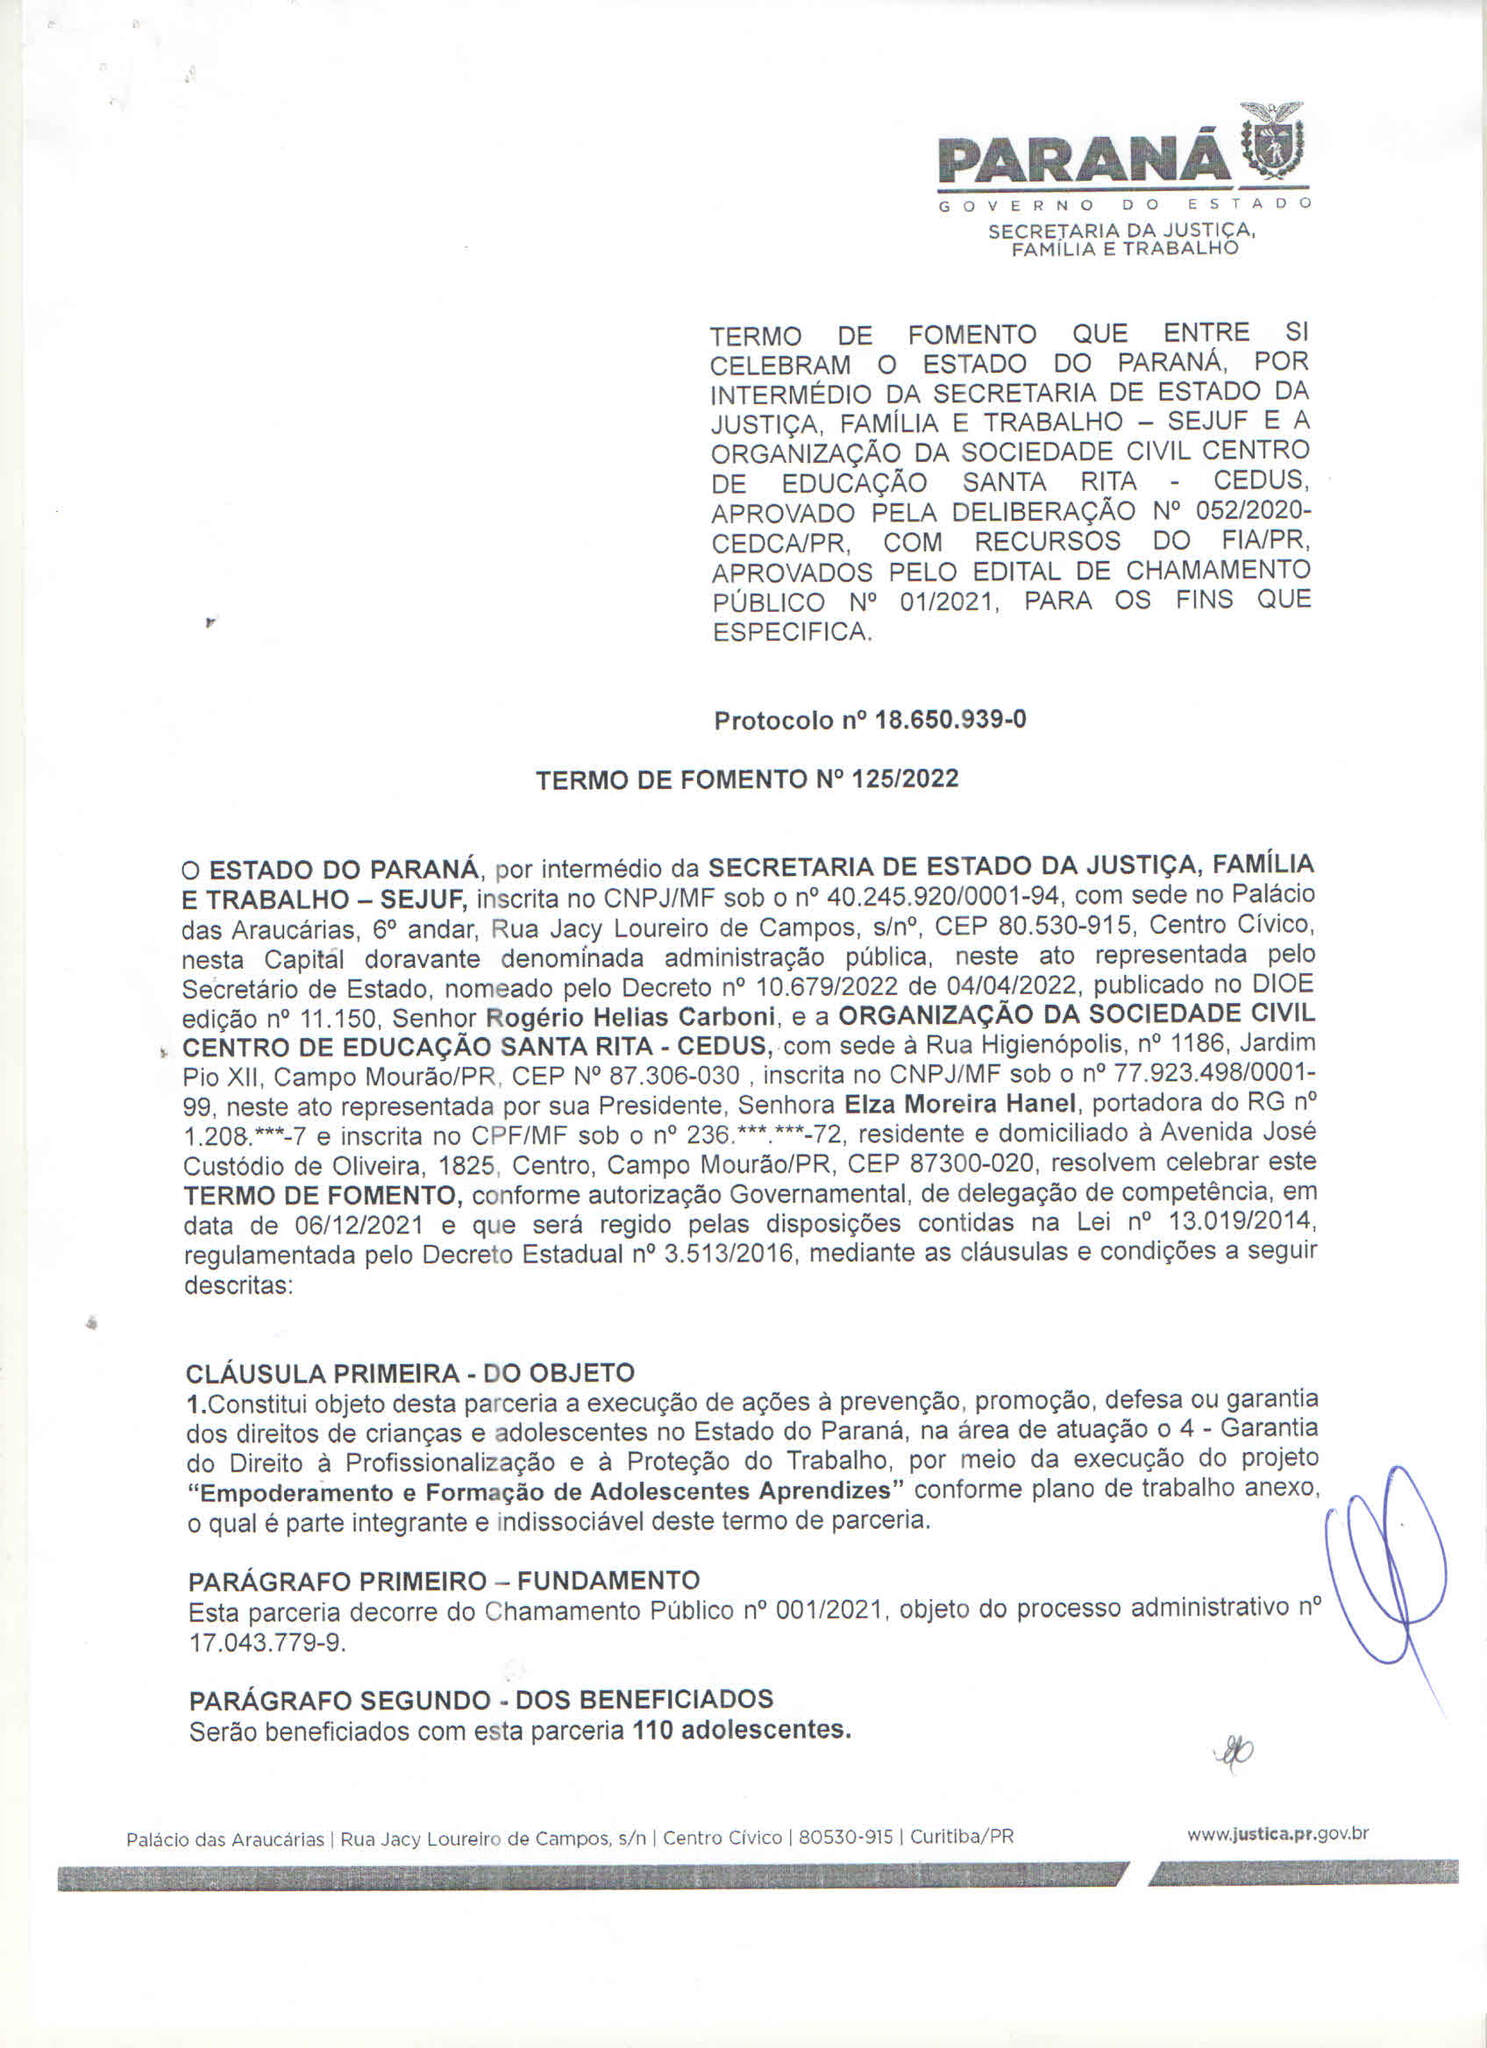 PARANÁ
GOVERNO DO ESTADO
SECRETARIA DA JUSTIÇA,
FAMÍLIA E TRABALHO
TERMO DE FOMENTO QUE ENTRE SI
CELEBRAM O ESTADO DO PARANÁ, POR
INTERMÉDIO DA SECRETARIA DE ESTADO DA
JUSTIÇA, FAMÍLIA E TRABALHO – SEJUF E A
ORGANIZAÇÃO DA SOCIEDADE CIVIL CENTRO
DE EDUCAÇÃO SANTA RITA - CEDUS,
APROVADO PELA DELIBERAÇÃO Nº 052/2020-
CEDCA/PR, COM RECURSOS DO FIA/PR,
APROVADOS PELO EDITAL DE CHAMAMENTO
PÚBLICO Nº 01/2021, PARA OS FINS QUE
ESPECIFICA.
Protocolo nº 18.650.939-0
TERMO DE FOMENTO Nº 125/2022
O ESTADO DO PARANÁ, por intermédio da SECRETARIA DE ESTADO DA JUSTIÇA, FAMÍLIA
E TRABALHO – SEJUF, inscrita no CNPJ/MF sob o nº 40.245.920/0001-94, com sede no Palácio
das Araucárias, 6º andar, Rua Jacy Loureiro de Campos, s/nº, CEP 80.530-915, Centro Cívico,
nesta Capital doravante denominada administração pública, neste ato representada pelo
Secretário de Estado, nomeado pelo Decreto nº 10.679/2022 de 04/04/2022, publicado no DIOE
edição nº 11.150, Senhor Rogério Helias Carboni, e a ORGANIZAÇÃO DA SOCIEDADE CIVIL
CENTRO DE EDUCAÇÃO SANTA RITA - CEDUS, com sede à Rua Higienópolis, nº 1186, Jardim
Pio XII, Campo Mourão/PR, CEP Nº 87.306-030 , inscrita no CNPJ/MF sob o nº 77.923.498/0001-
99, neste ato representada por sua Presidente, Senhora Elza Moreira Hanel, portadora do RG nº
1.208.***-7 e inscrita no CPF/MF sob o nº 236.***.***-72, residente e domiciliado à Avenida José
Custódio de Oliveira, 1825, Centro, Campo Mourão/PR, CEP 87300-020, resolvem celebrar este
TERMO DE FOMENTO, conforme autorização Governamental, de delegação de competência, em
data de 06/12/2021 e que será regido pelas disposições contidas na Lei nº 13.019/2014,
regulamentada pelo Decreto Estadual nº 3.513/2016, mediante as cláusulas e condições a seguir
descritas:
CLÁUSULA PRIMEIRA - DO OBJETO
1.Constitui objeto desta parceria a execução de ações à prevenção, promoção, defesa ou garantia
dos direitos de crianças e adolescentes no Estado do Paraná, na área de atuação o 4 - Garantia
do Direito à Profissionalização e à Proteção do Trabalho, por meio da execução do projeto
“Empoderamento e Formação de Adolescentes Aprendizes” conforme plano de trabalho anexo,
o qual é parte integrante e indissociável deste termo de parceria.
PARÁGRAFO PRIMEIRO – FUNDAMENTO
Esta parceria decorre do Chamamento Público nº 001/2021, objeto do processo administrativo nº
17.043.779-9.
PARÁGRAFO SEGUNDO - DOS BENEFICIADOS
Serão beneficiados com esta parceria 110 adolescentes.
Palácio das Araucárias | Rua Jacy Loureiro de Campos, s/n | Centro Cívico | 80530-915 | Curitiba/PR
www.justica.pr.gov.br